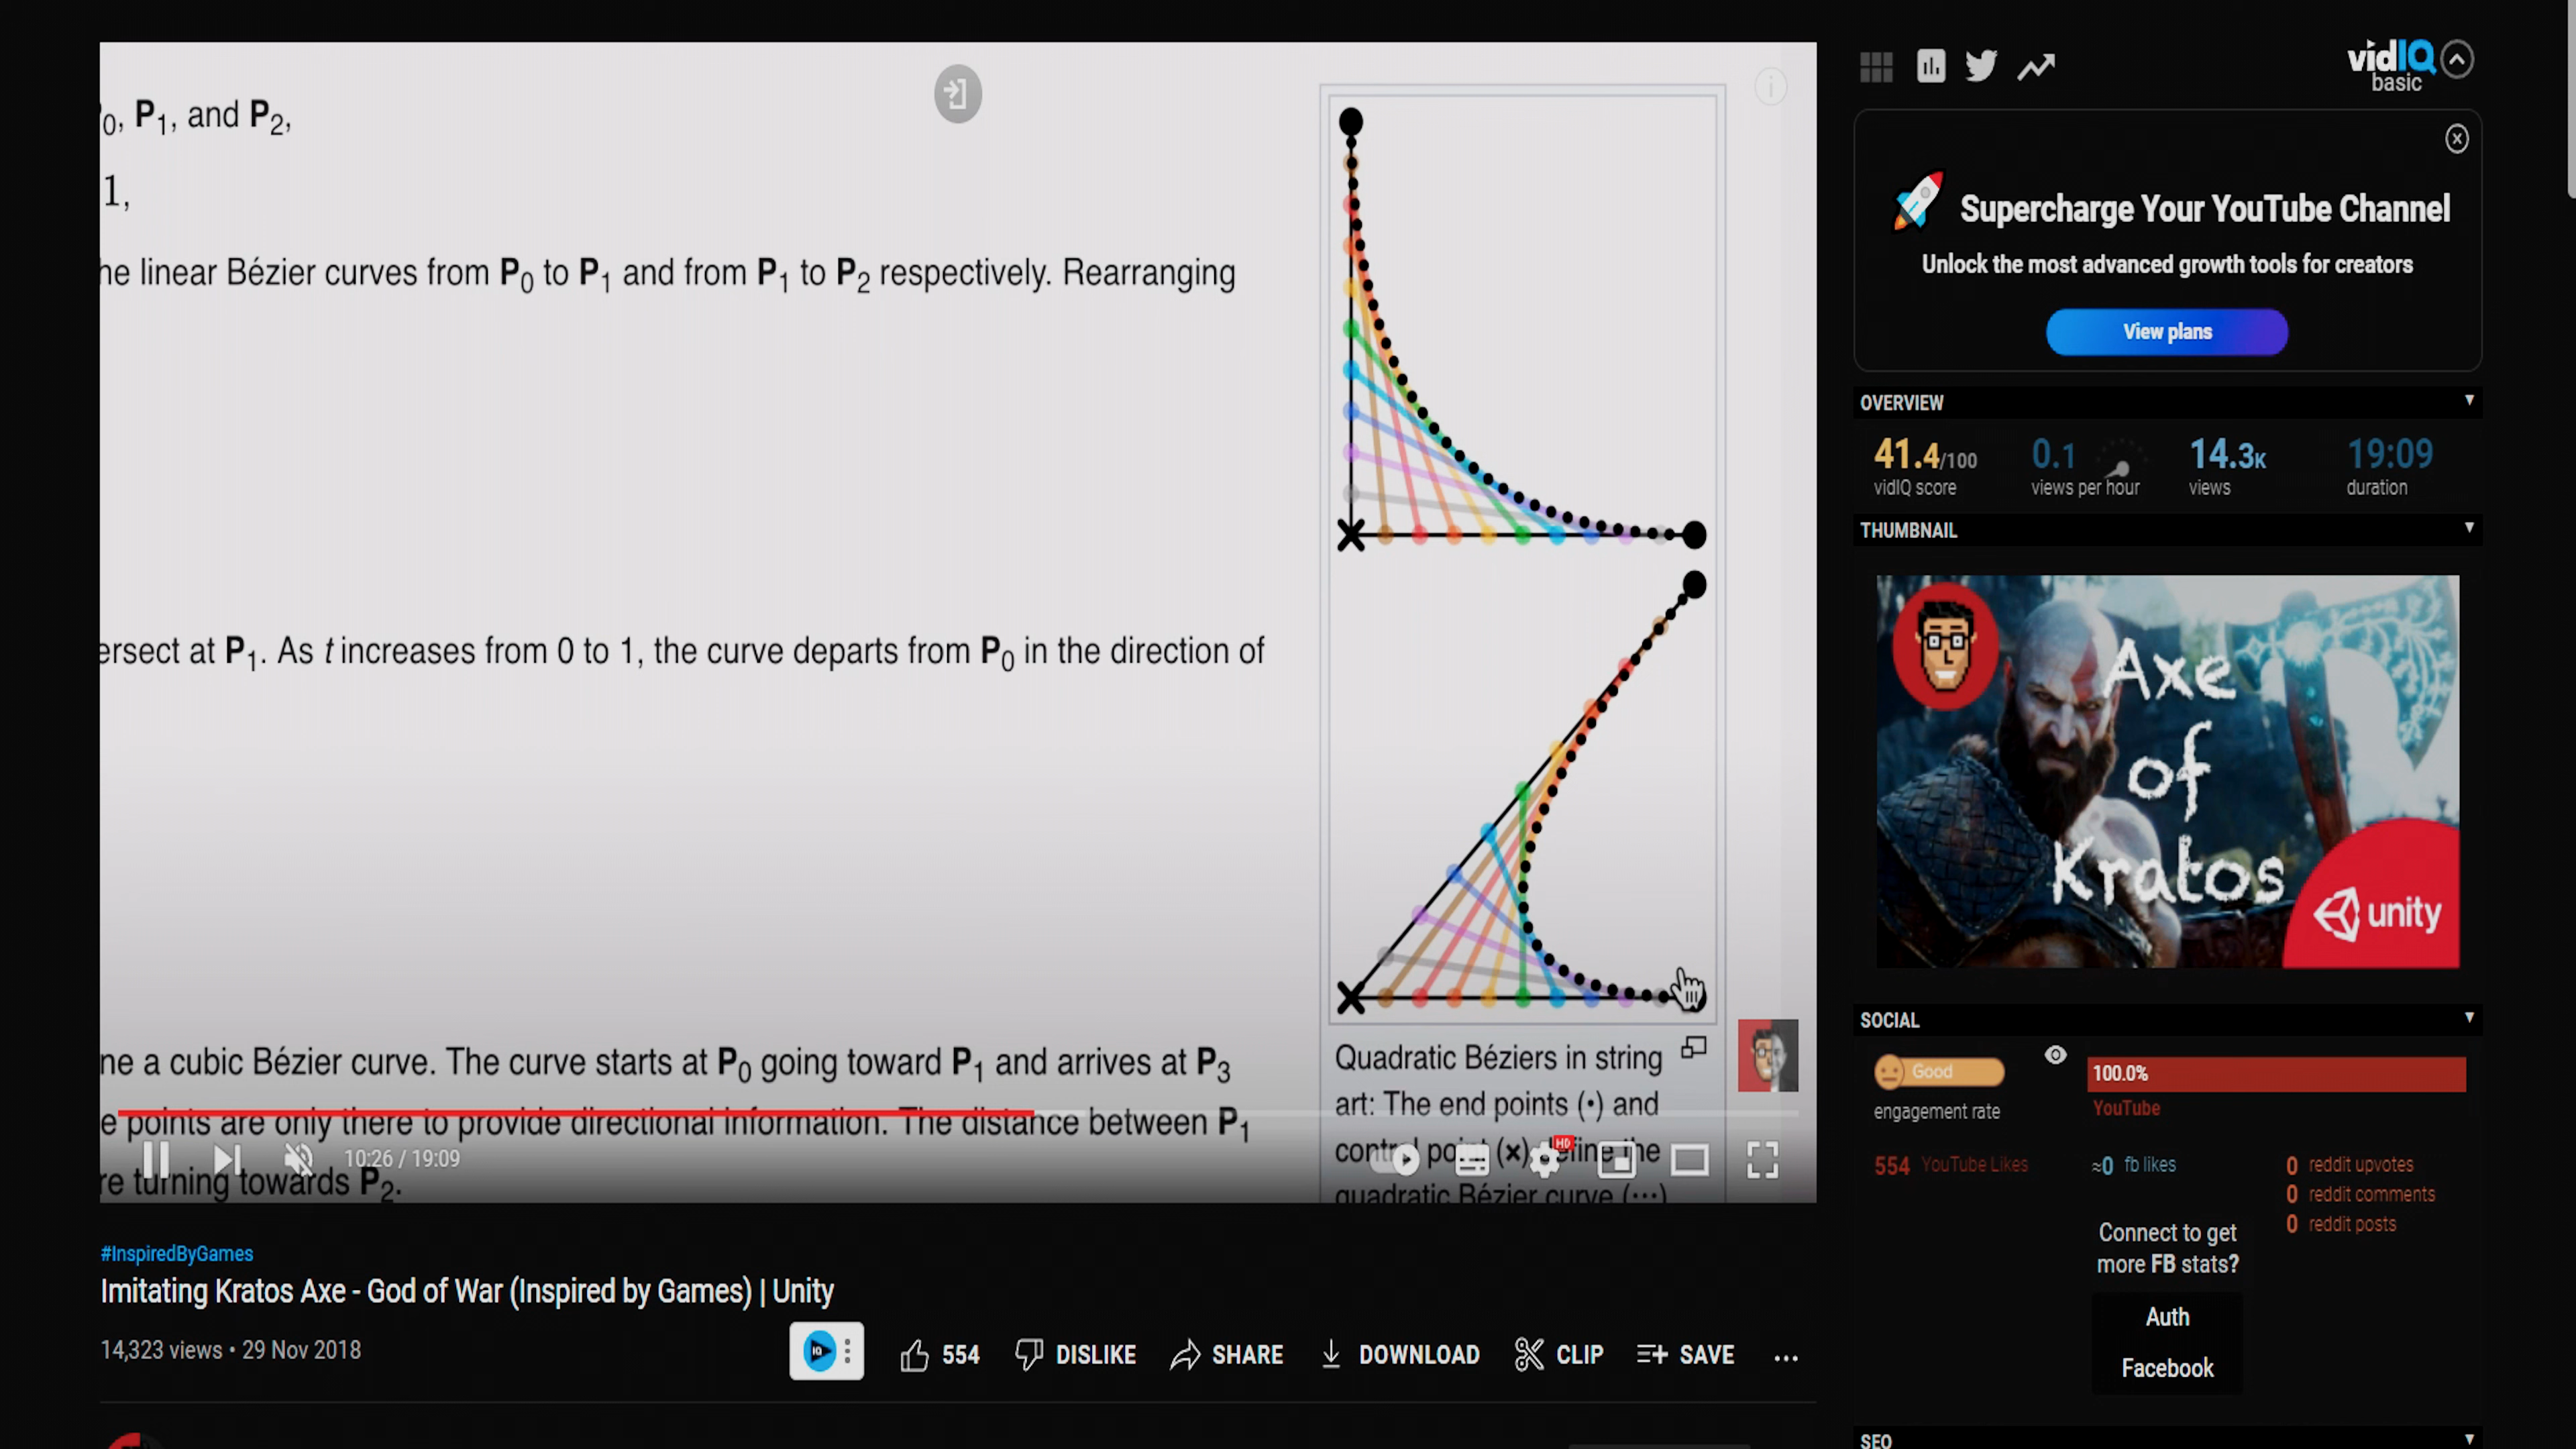 0, P1, and P2,
1,
he linear Bézier curves from P0 to P1 and from P1 to P2 respectively. Rearranging
ersect at P1. As t increases from 0 to 1, the curve departs from P0 in the direction of
ne a cubic Bézier curve. The curve starts at P0 going toward P1 and arrives at P3
e points are only there to provide directional information. The distance between P1
re turning towards P2.
Quadratic Béziers in string
art: The end points (•) and
control point (×) define the
quadratic Bézier curve (⋯)
10:26 / 19:09
HD
#InspiredByGames
Imitating Kratos Axe - God of War (Inspired by Games) | Unity
14,323 views • 29 Nov 2018
IQ
554
DISLIKE
SHARE
DOWNLOAD
CLIP
SAVE
vidIQ
basic
Supercharge Your YouTube Channel
Unlock the most advanced growth tools for creators
View plans
OVERVIEW
41.4/100 0.1 14.3K 19:09
vidIQ score views per hour views duration
THUMBNAIL
Axe
of
Kratos
unity
SOCIAL
Good
engagement rate
100.0%
YouTube
554 YouTube Likes
≈0 fb likes
0 reddit upvotes
0 reddit comments
0 reddit posts
Connect to get
more FB stats?
Auth
Facebook
SEO